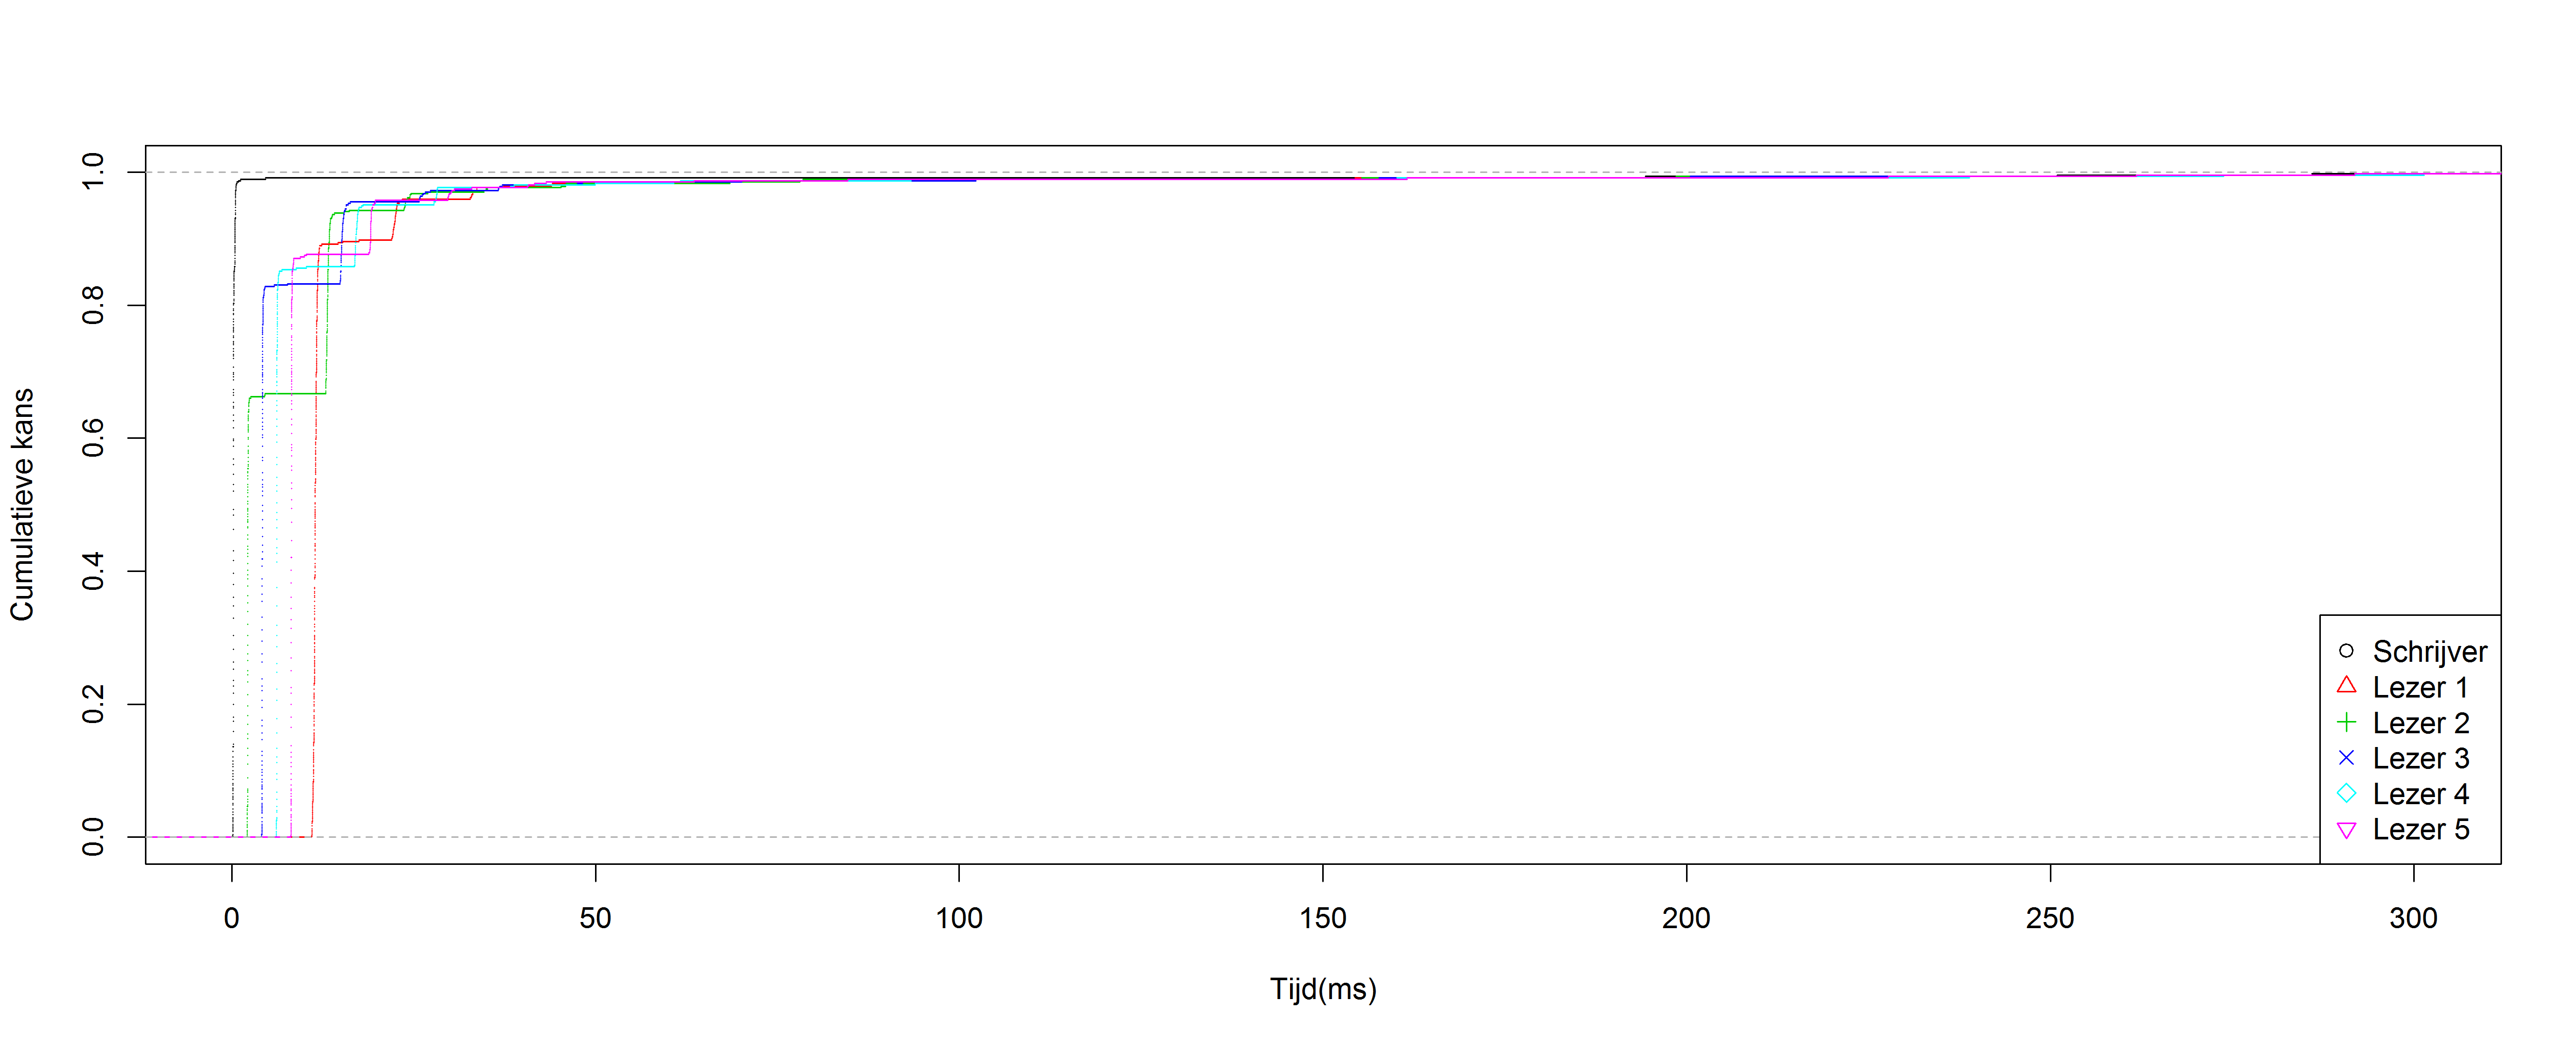 Cumulatieve kans
1.0
0.8
0.6
0.4
0.2
0.0
0 50 100 150 200 250 300
Tijd(ms)
Schrijver
Lezer 1
Lezer 2
Lezer 3
Lezer 4
Lezer 5